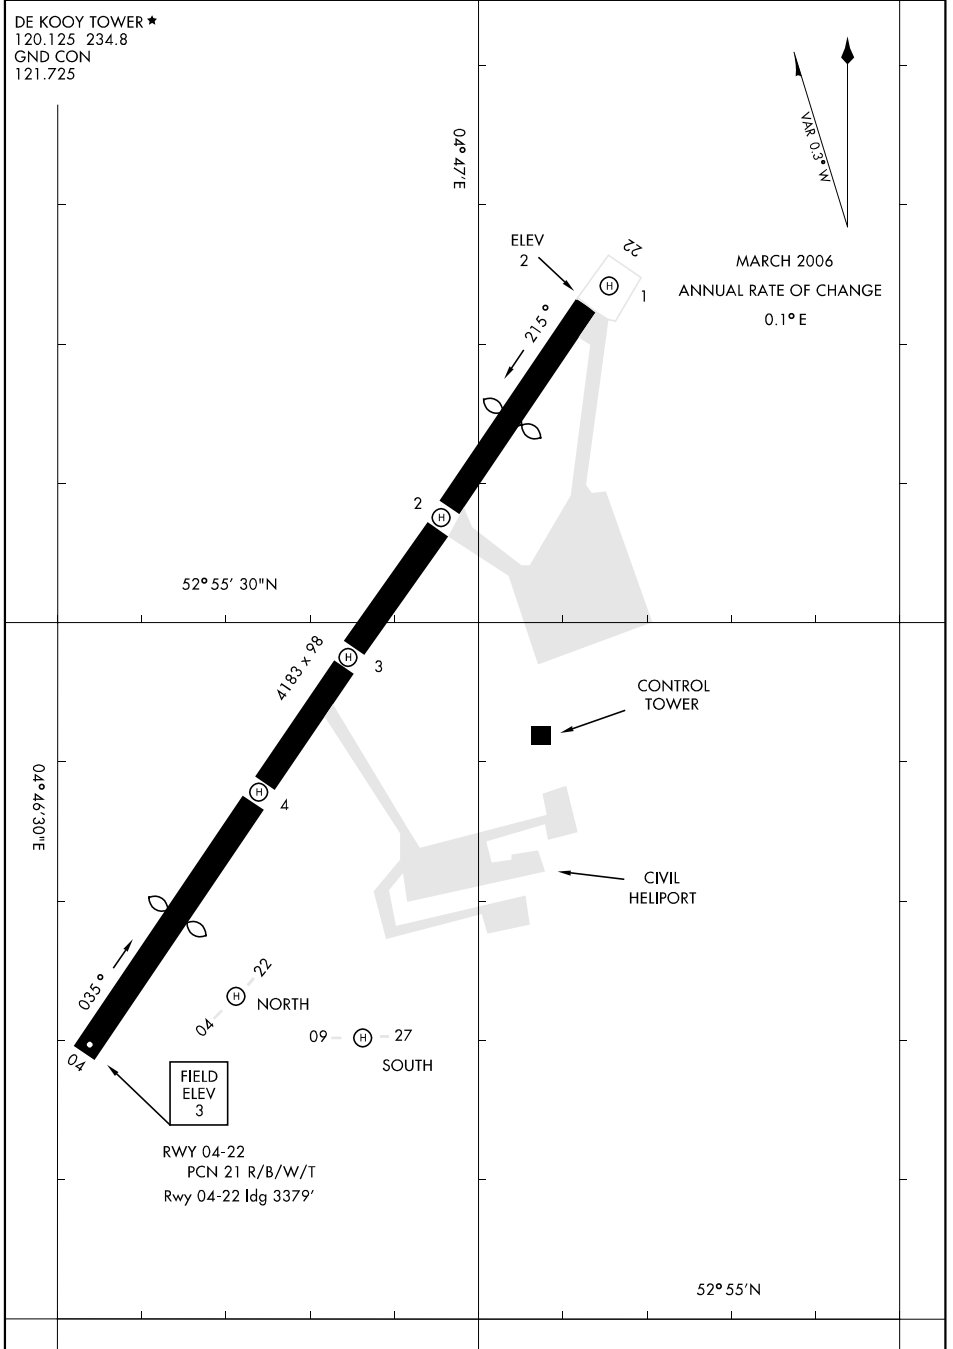 DE KOOY TOWER ★
120.125 234.8
GND CON
121.725
04° 47'E
VAR 0.3° W
ELEV
2
22
H
1
MARCH 2006
ANNUAL RATE OF CHANGE
0.1° E
215°
2
H
52° 55' 30"N
4183 x 98
H
3
CONTROL
TOWER
04° 46'30"E
H
4
CIVIL
HELIPORT
035°
22
H
NORTH
04
09
H
27
SOUTH
04
FIELD
ELEV
3
RWY 04-22
PCN 21 R/B/W/T
Rwy 04-22 ldg 3379'
52° 55'N